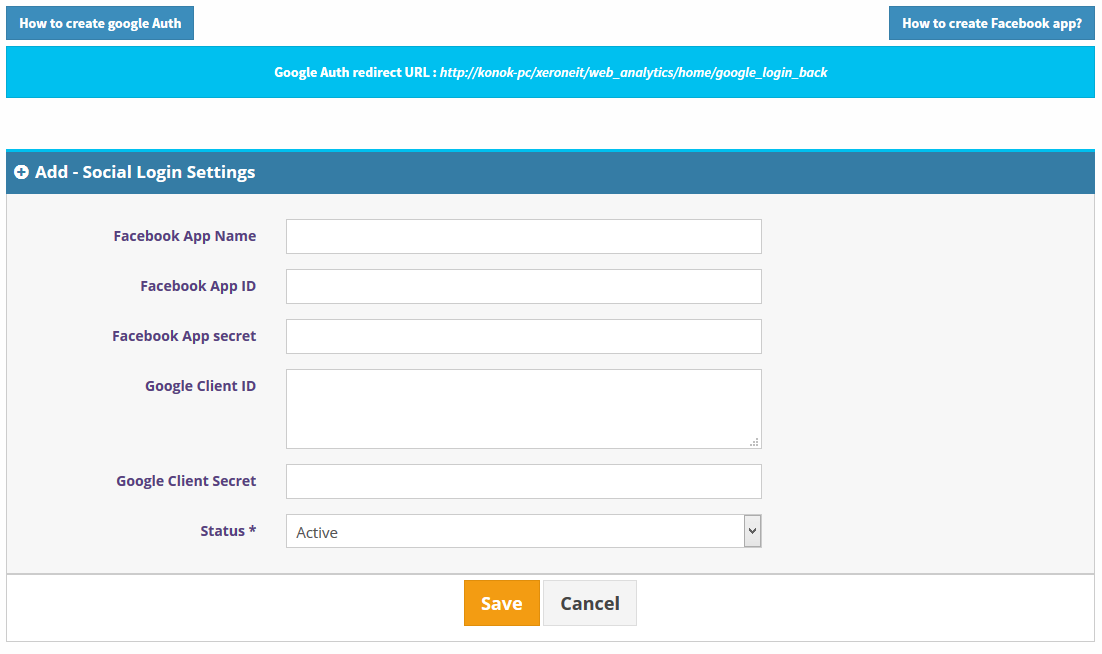 How to create google Auth
How to create Facebook app?
Google Auth redirect URL : http://konok-pc/xeroneit/web_analytics/home/google_login_back
Add - Social Login Settings
Facebook App Name
Facebook App ID
Facebook App secret
Google Client ID
Google Client Secret
Status *
Active
Save
Cancel